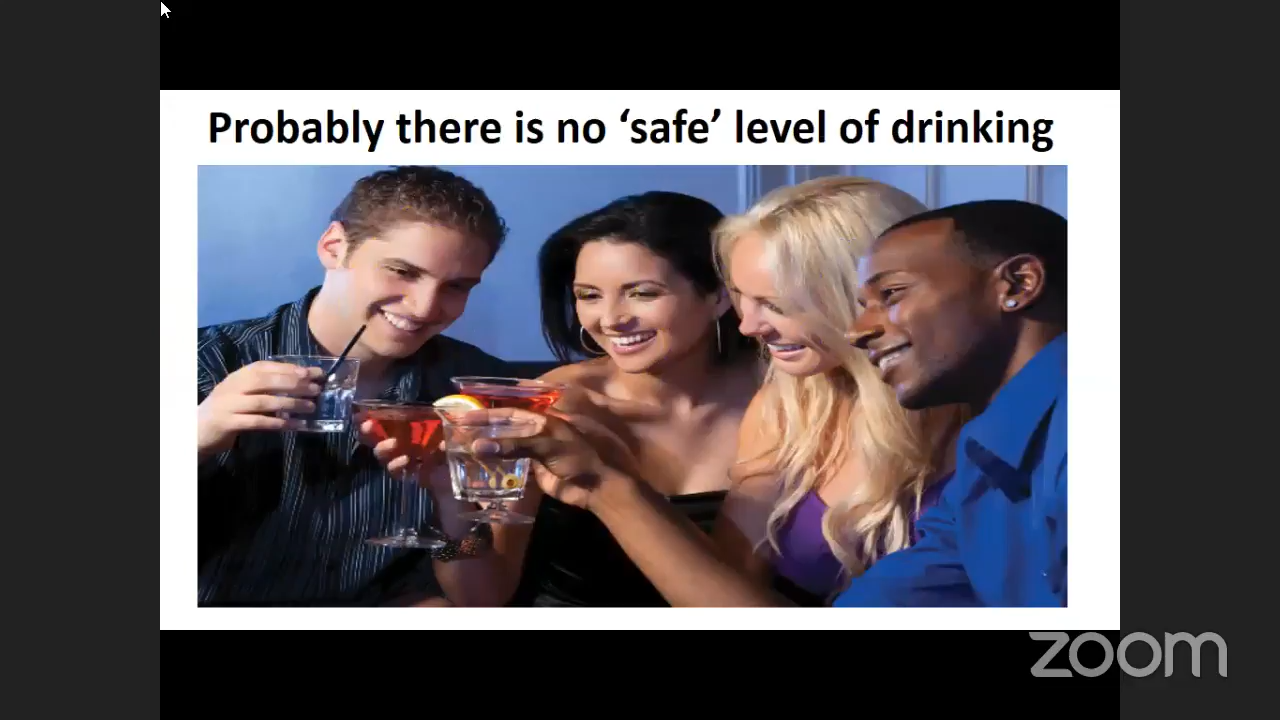 Probably there is no ‘safe’ level of drinking
zoom